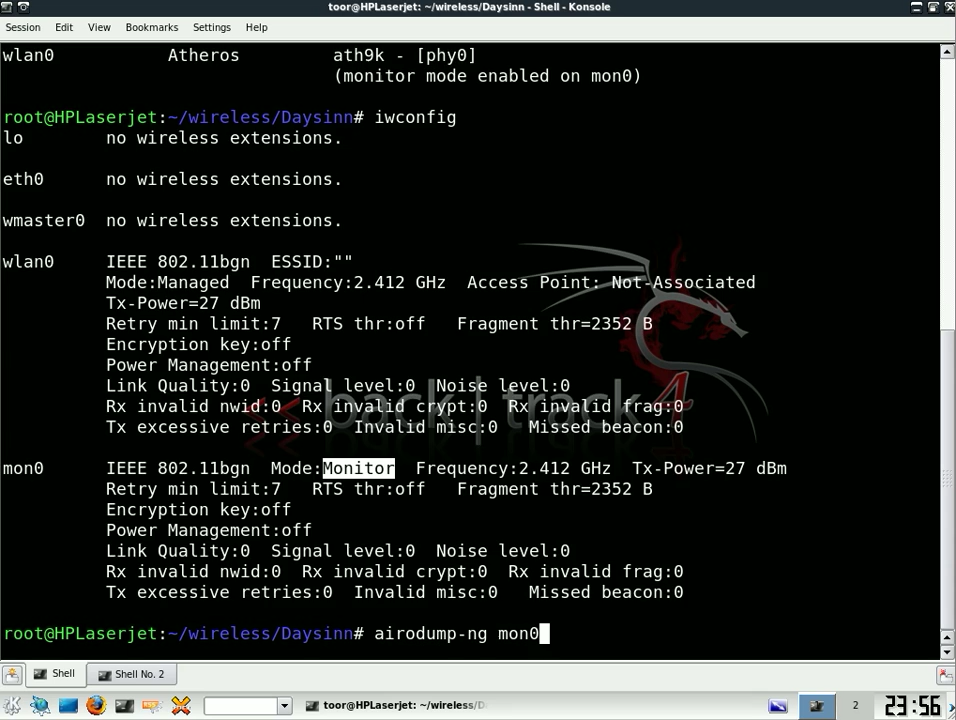 toor@HPLaserjet: ~/wireless/Daysinn - Shell - Konsole
Session Edit View Bookmarks Settings Help
wlan0 Atheros ath9k - [phy0]
(monitor mode enabled on mon0)
root@HPLaserjet:~/wireless/Daysinn# iwconfig
lo no wireless extensions.
eth0 no wireless extensions.
wmaster0 no wireless extensions.
wlan0 IEEE 802.11bgn ESSID:""
Mode:Managed Frequency:2.412 GHz Access Point: Not-Associated
Tx-Power=27 dBm
Retry min limit:7 RTS thr:off Fragment thr=2352 B
Encryption key:off
Power Management:off
Link Quality:0 Signal level:0 Noise level:0
Rx invalid nwid:0 Rx invalid crypt:0 Rx invalid frag:0
<< back | track 4
Tx excessive retries:0 Invalid misc:0 Missed beacon:0
mon0 IEEE 802.11bgn Mode:Monitor Frequency:2.412 GHz Tx-Power=27 dBm
Retry min limit:7 RTS thr:off Fragment thr=2352 B
Encryption key:off
Power Management:off
Link Quality:0 Signal level:0 Noise level:0
Rx invalid nwid:0 Rx invalid crypt:0 Rx invalid frag:0
Tx excessive retries:0 Invalid misc:0 Missed beacon:0
root@HPLaserjet:~/wireless/Daysinn# airodump-ng mon0
Shell Shell No. 2
toor@HPLaserjet: ~/wireless/D 2 23:56